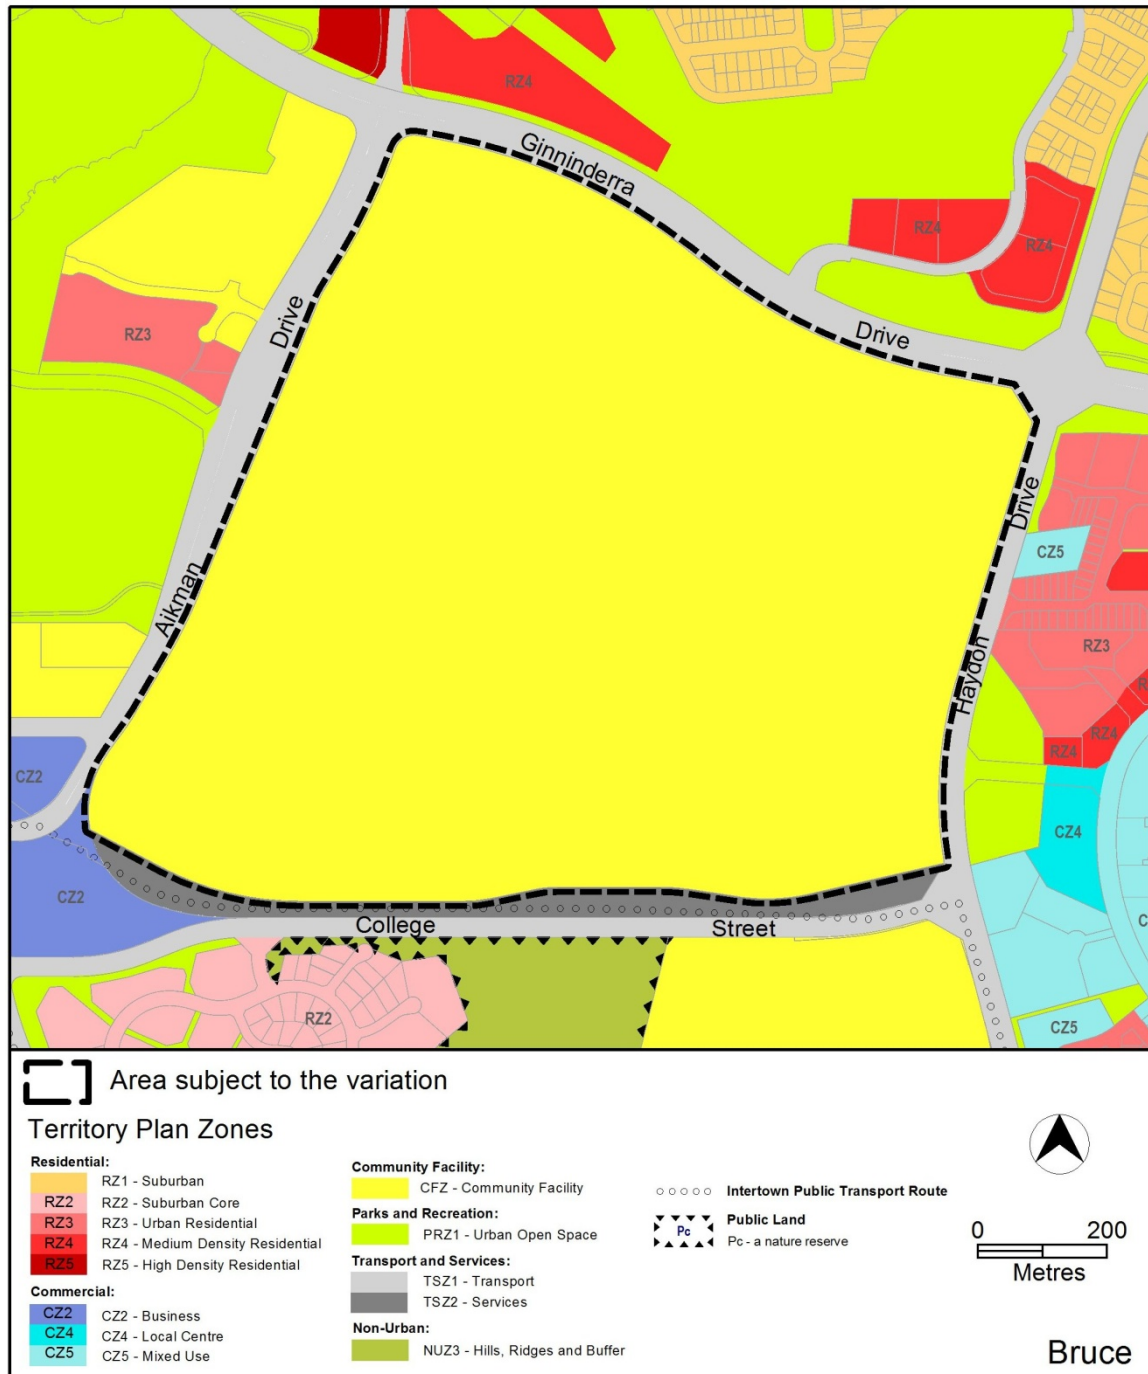 RZ4
Ginninderra
RZ4
RZ4
Drive
RZ3
Drive
Drive
CZ5
Aikman
RZ3
Haydon
RZ4
RZ4
CZ2
CZ4
CZ2
College
Street
RZ2
CZ5
Area subject to the variation
Territory Plan Zones
Residential:
RZ1 - Suburban
RZ2 RZ2 - Suburban Core
RZ3 RZ3 - Urban Residential
RZ4 RZ4 - Medium Density Residential
RZ5 RZ5 - High Density Residential
Commercial:
CZ2 CZ2 - Business
CZ4 CZ4 - Local Centre
CZ5 CZ5 - Mixed Use
Community Facility:
CFZ - Community Facility
Parks and Recreation:
PRZ1 - Urban Open Space
Transport and Services:
TSZ1 - Transport
TSZ2 - Services
Non-Urban:
NUZ3 - Hills, Ridges and Buffer
Intertown Public Transport Route
Public Land
Pc Pc - a nature reserve
0 200
Metres
Bruce